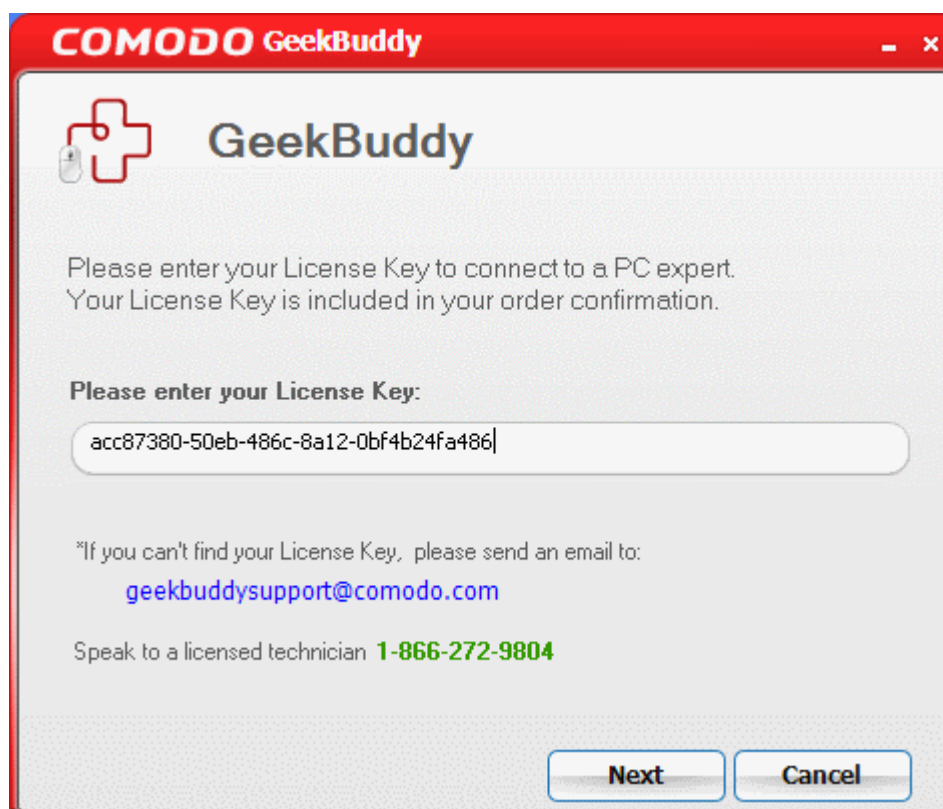 COMODO GeekBuddy
GeekBuddy
Please enter your License Key to connect to a PC expert.
Your License Key is included in your order confirmation.
Please enter your License Key:
acc87380-50eb-486c-8a12-0bf4b24fa486
*If you can't find your License Key, please send an email to:
geekbuddysupport@comodo.com
Speak to a licensed technician 1-866-272-9804
Next Cancel